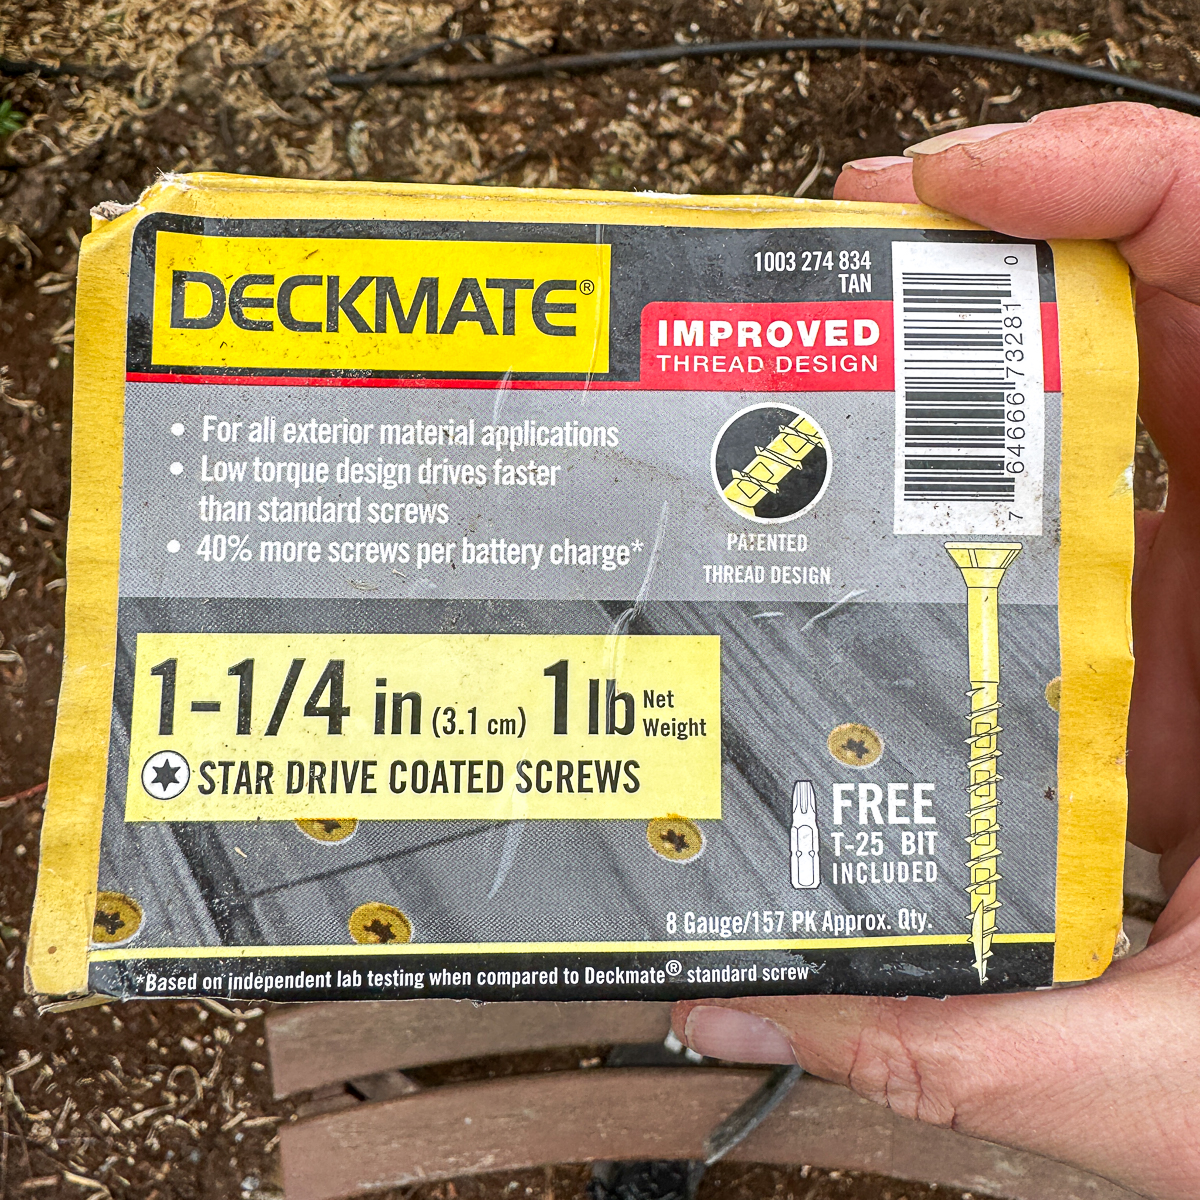 DECKMATE®
1003 274 834
TAN
IMPROVED
THREAD DESIGN
0
7 64666 73281
• For all exterior material applications
• Low torque design drives faster
than standard screws
• 40% more screws per battery charge*
PATENTED
THREAD DESIGN
1-1/4 in (3.1 cm) 1 lb Net Weight
STAR DRIVE COATED SCREWS
FREE
T-25 BIT
INCLUDED
8 Gauge/157 PK Approx. Qty.
*Based on independent lab testing when compared to Deckmate® standard screw